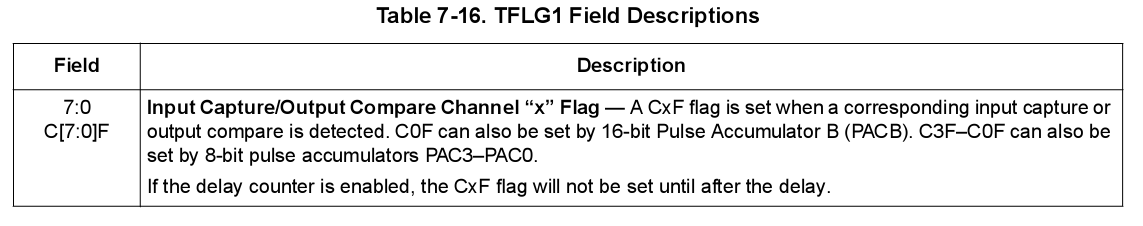 Table 7-16. TFLG1 Field Descriptions
Field
Description
7:0
C[7:0]F
Input Capture/Output Compare Channel “x” Flag — A CxF flag is set when a corresponding input capture or
output compare is detected. C0F can also be set by 16-bit Pulse Accumulator B (PACB). C3F–C0F can also be
set by 8-bit pulse accumulators PAC3–PAC0.
If the delay counter is enabled, the CxF flag will not be set until after the delay.